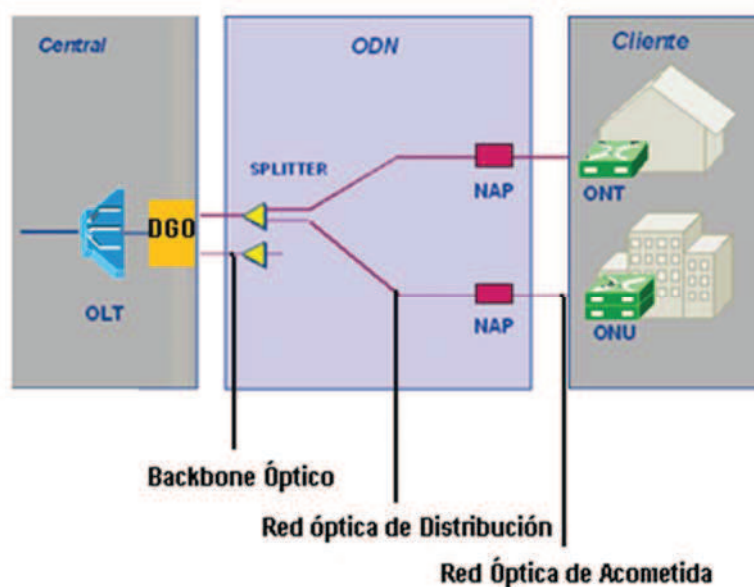 Central
ODN
Cliente
SPLITTER
NAP
ONT
DGO
OLT
NAP
ONU
Backbone Óptico
Red óptica de Distribución
Red Óptica de Acometida